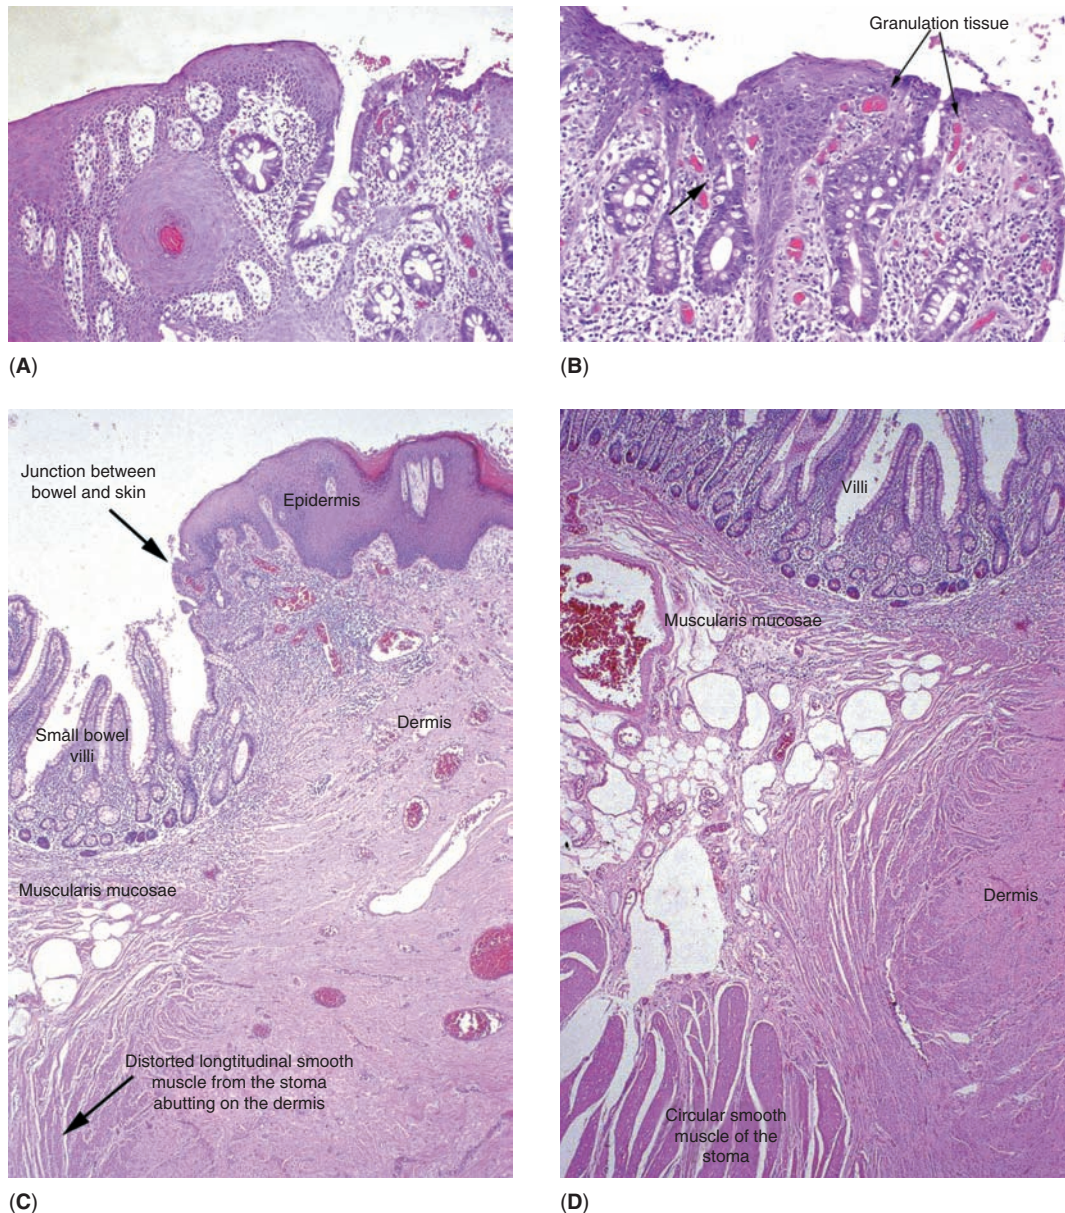 Granulation tissue
(A)
(B)
Junction between
bowel and skin
Epidermis
Dermis
Small bowel
villi
Muscularis mucosae
Distorted longtitudinal smooth
muscle from the stoma
abutting on the dermis
(C)
Villi
Muscularis mucosae
Dermis
Circular smooth
muscle of the
stoma
(D)